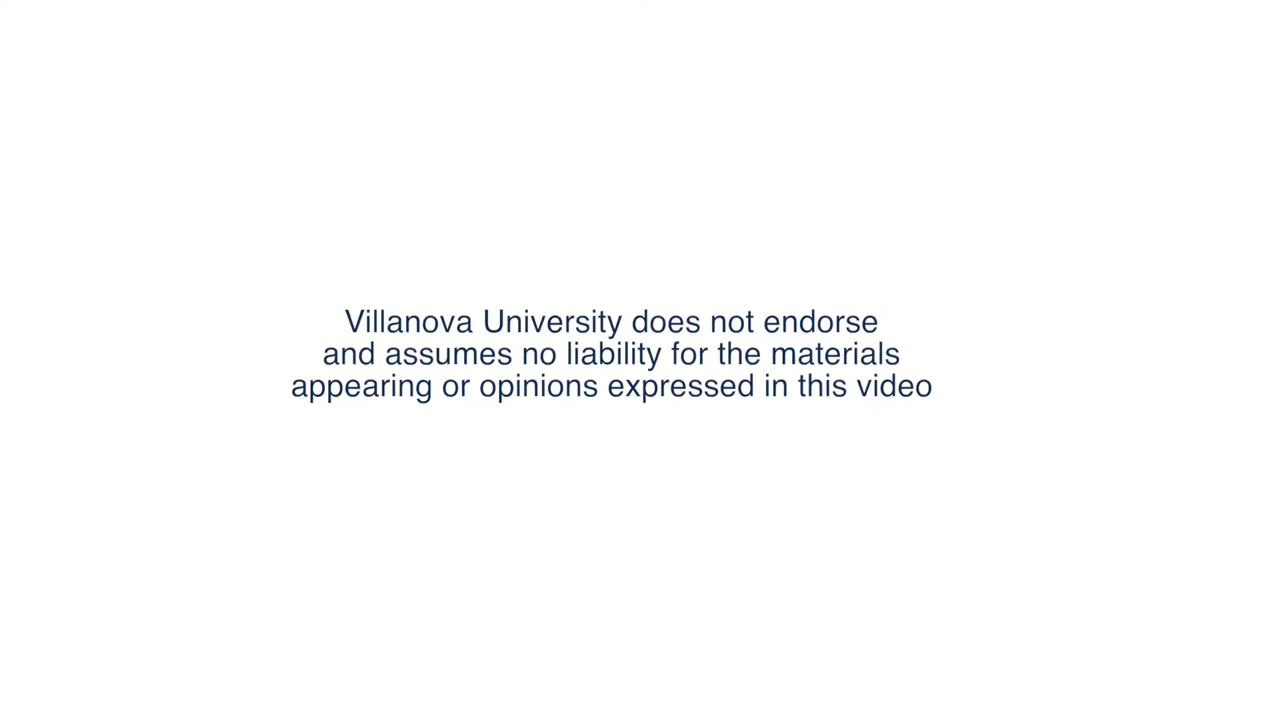 Villanova University does not endorse
and assumes no liability for the materials
appearing or opinions expressed in this video